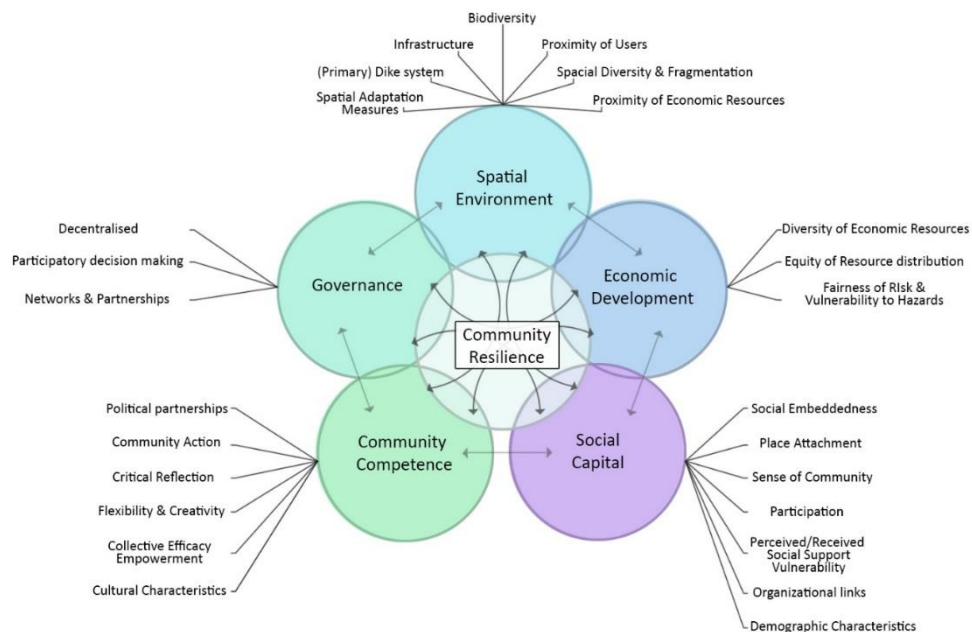 Biodiversity
Infrastructure
Proximity of Users
(Primary) Dike system
Spacial Diversity & Fragmentation
Spatial Adaptation
Measures
Proximity of Economic Resources
Spatial
Environment
Decentralised
Participatory decision making
Networks & Partnerships
Governance
Economic
Development
Diversity of Economic Resources
Equity of Resource distribution
Fairness of RIsk &
Vulnerability to Hazards
Community
Resilience
Political partnerships
Community Action
Critical Reflection
Flexibility & Creativity
Collective Efficacy
Empowerment
Cultural Characteristics
Community
Competence
Social
Capital
Social Embeddedness
Place Attachment
Sense of Community
Participation
Perceived/Received
Social Support
Vulnerability
Organizational links
Demographic Characteristics